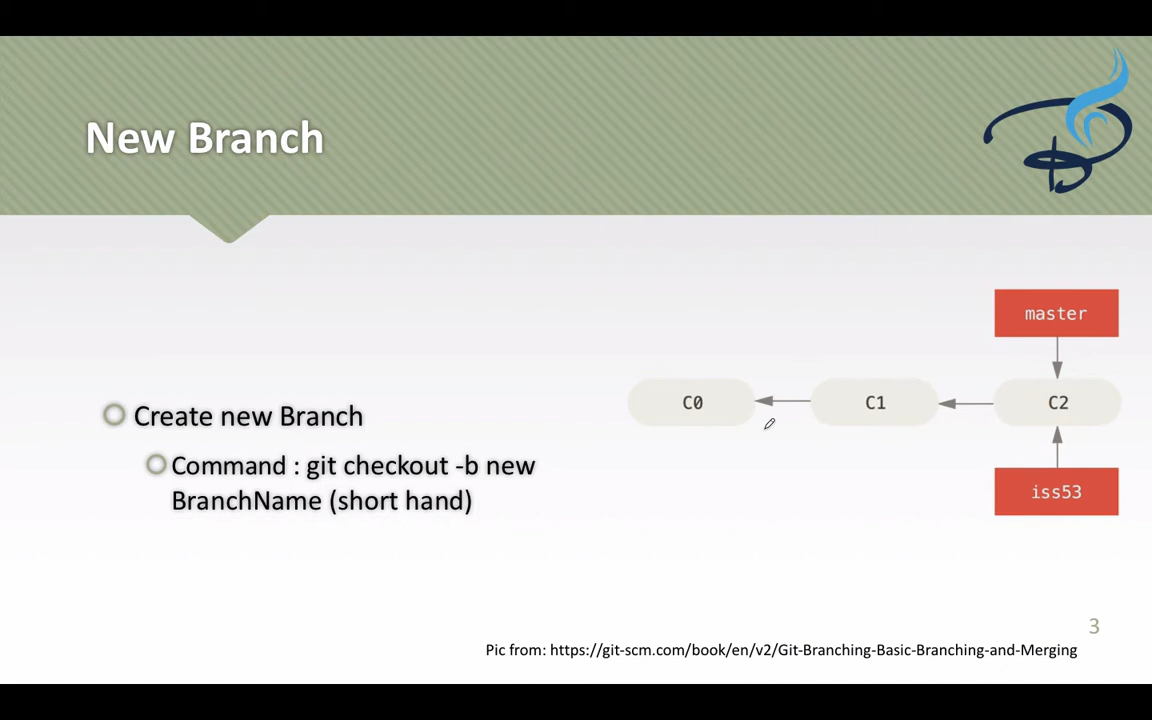 New Branch
master
C0 C1 C2
Create new Branch
Command : git checkout -b new
BranchName (short hand)
iss53
3
Pic from: https://git-scm.com/book/en/v2/Git-Branching-Basic-Branching-and-Merging